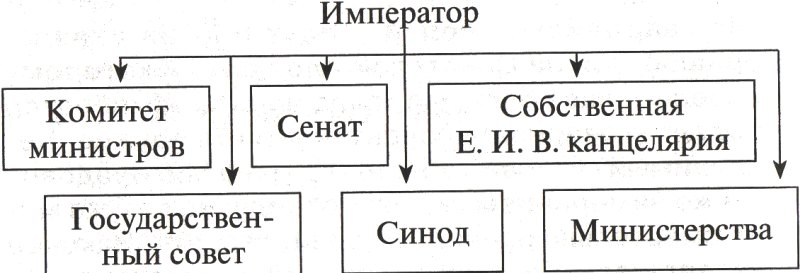 Император
Комитет
министров
Сенат
Собственная
Е. И. В. канцелярия
Государствен-
ный совет
Синод
Министерства